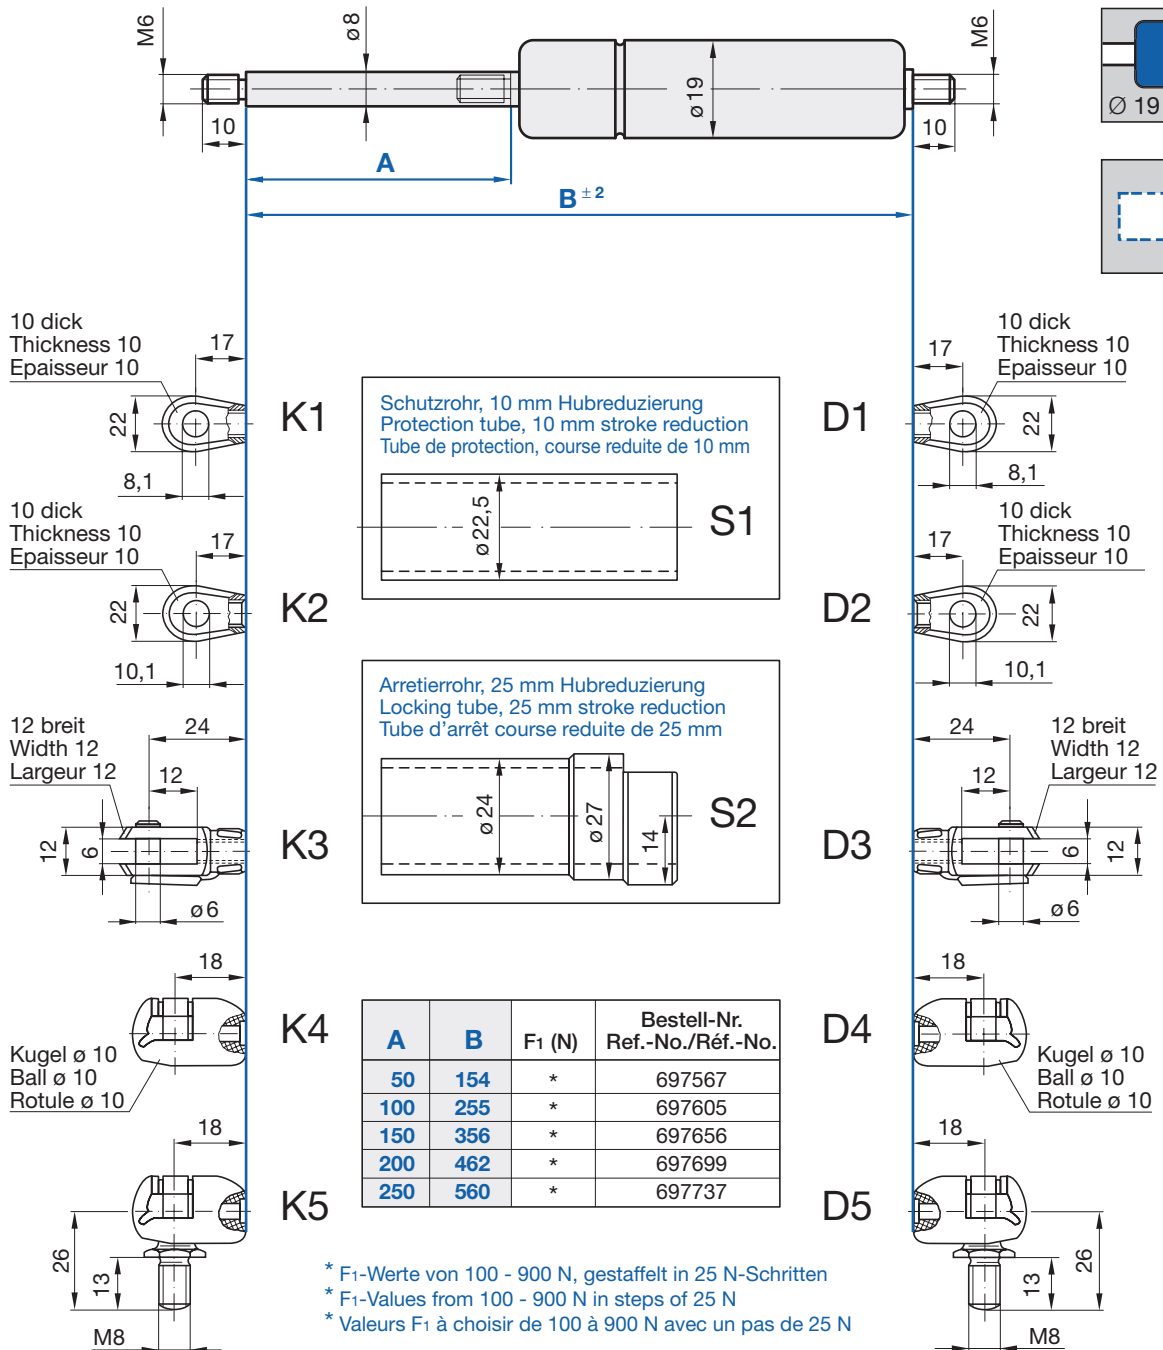 M6
ø8
ø19
M6
Ø 19
10
10
A
B ±2
10 dick
Thickness 10
Epaisseur 10
17
22
8,1
K1
Schutzrohr, 10 mm Hubreduzierung
Protection tube, 10 mm stroke reduction
Tube de protection, course reduite de 10 mm
ø22,5
S1
D1
17
10 dick
Thickness 10
Epaisseur 10
22
8,1
10 dick
Thickness 10
Epaisseur 10
17
22
10,1
K2
D2
17
10 dick
Thickness 10
Epaisseur 10
22
10,1
Arretierrohr, 25 mm Hubreduzierung
Locking tube, 25 mm stroke reduction
Tube d'arrêt course reduite de 25 mm
ø24
ø27
14
S2
12 breit
Width 12
Largeur 12
24
12
12
6
ø6
K3
D3
24
12
12 breit
Width 12
Largeur 12
6
12
ø6
18
K4
Kugel ø 10
Ball ø 10
Rotule ø 10
18
D4
Kugel ø 10
Ball ø 10
Rotule ø 10
A B F1 (N) Bestell-Nr.
Ref.-No./Réf.-No.
50 154 * 697567
100 255 * 697605
150 356 * 697656
200 462 * 697699
250 560 * 697737
18
K5
26
13
M8
18
D5
26
13
M8
* F1-Werte von 100 - 900 N, gestaffelt in 25 N-Schritten
* F1-Values from 100 - 900 N in steps of 25 N
* Valeurs F1 à choisir de 100 à 900 N avec un pas de 25 N